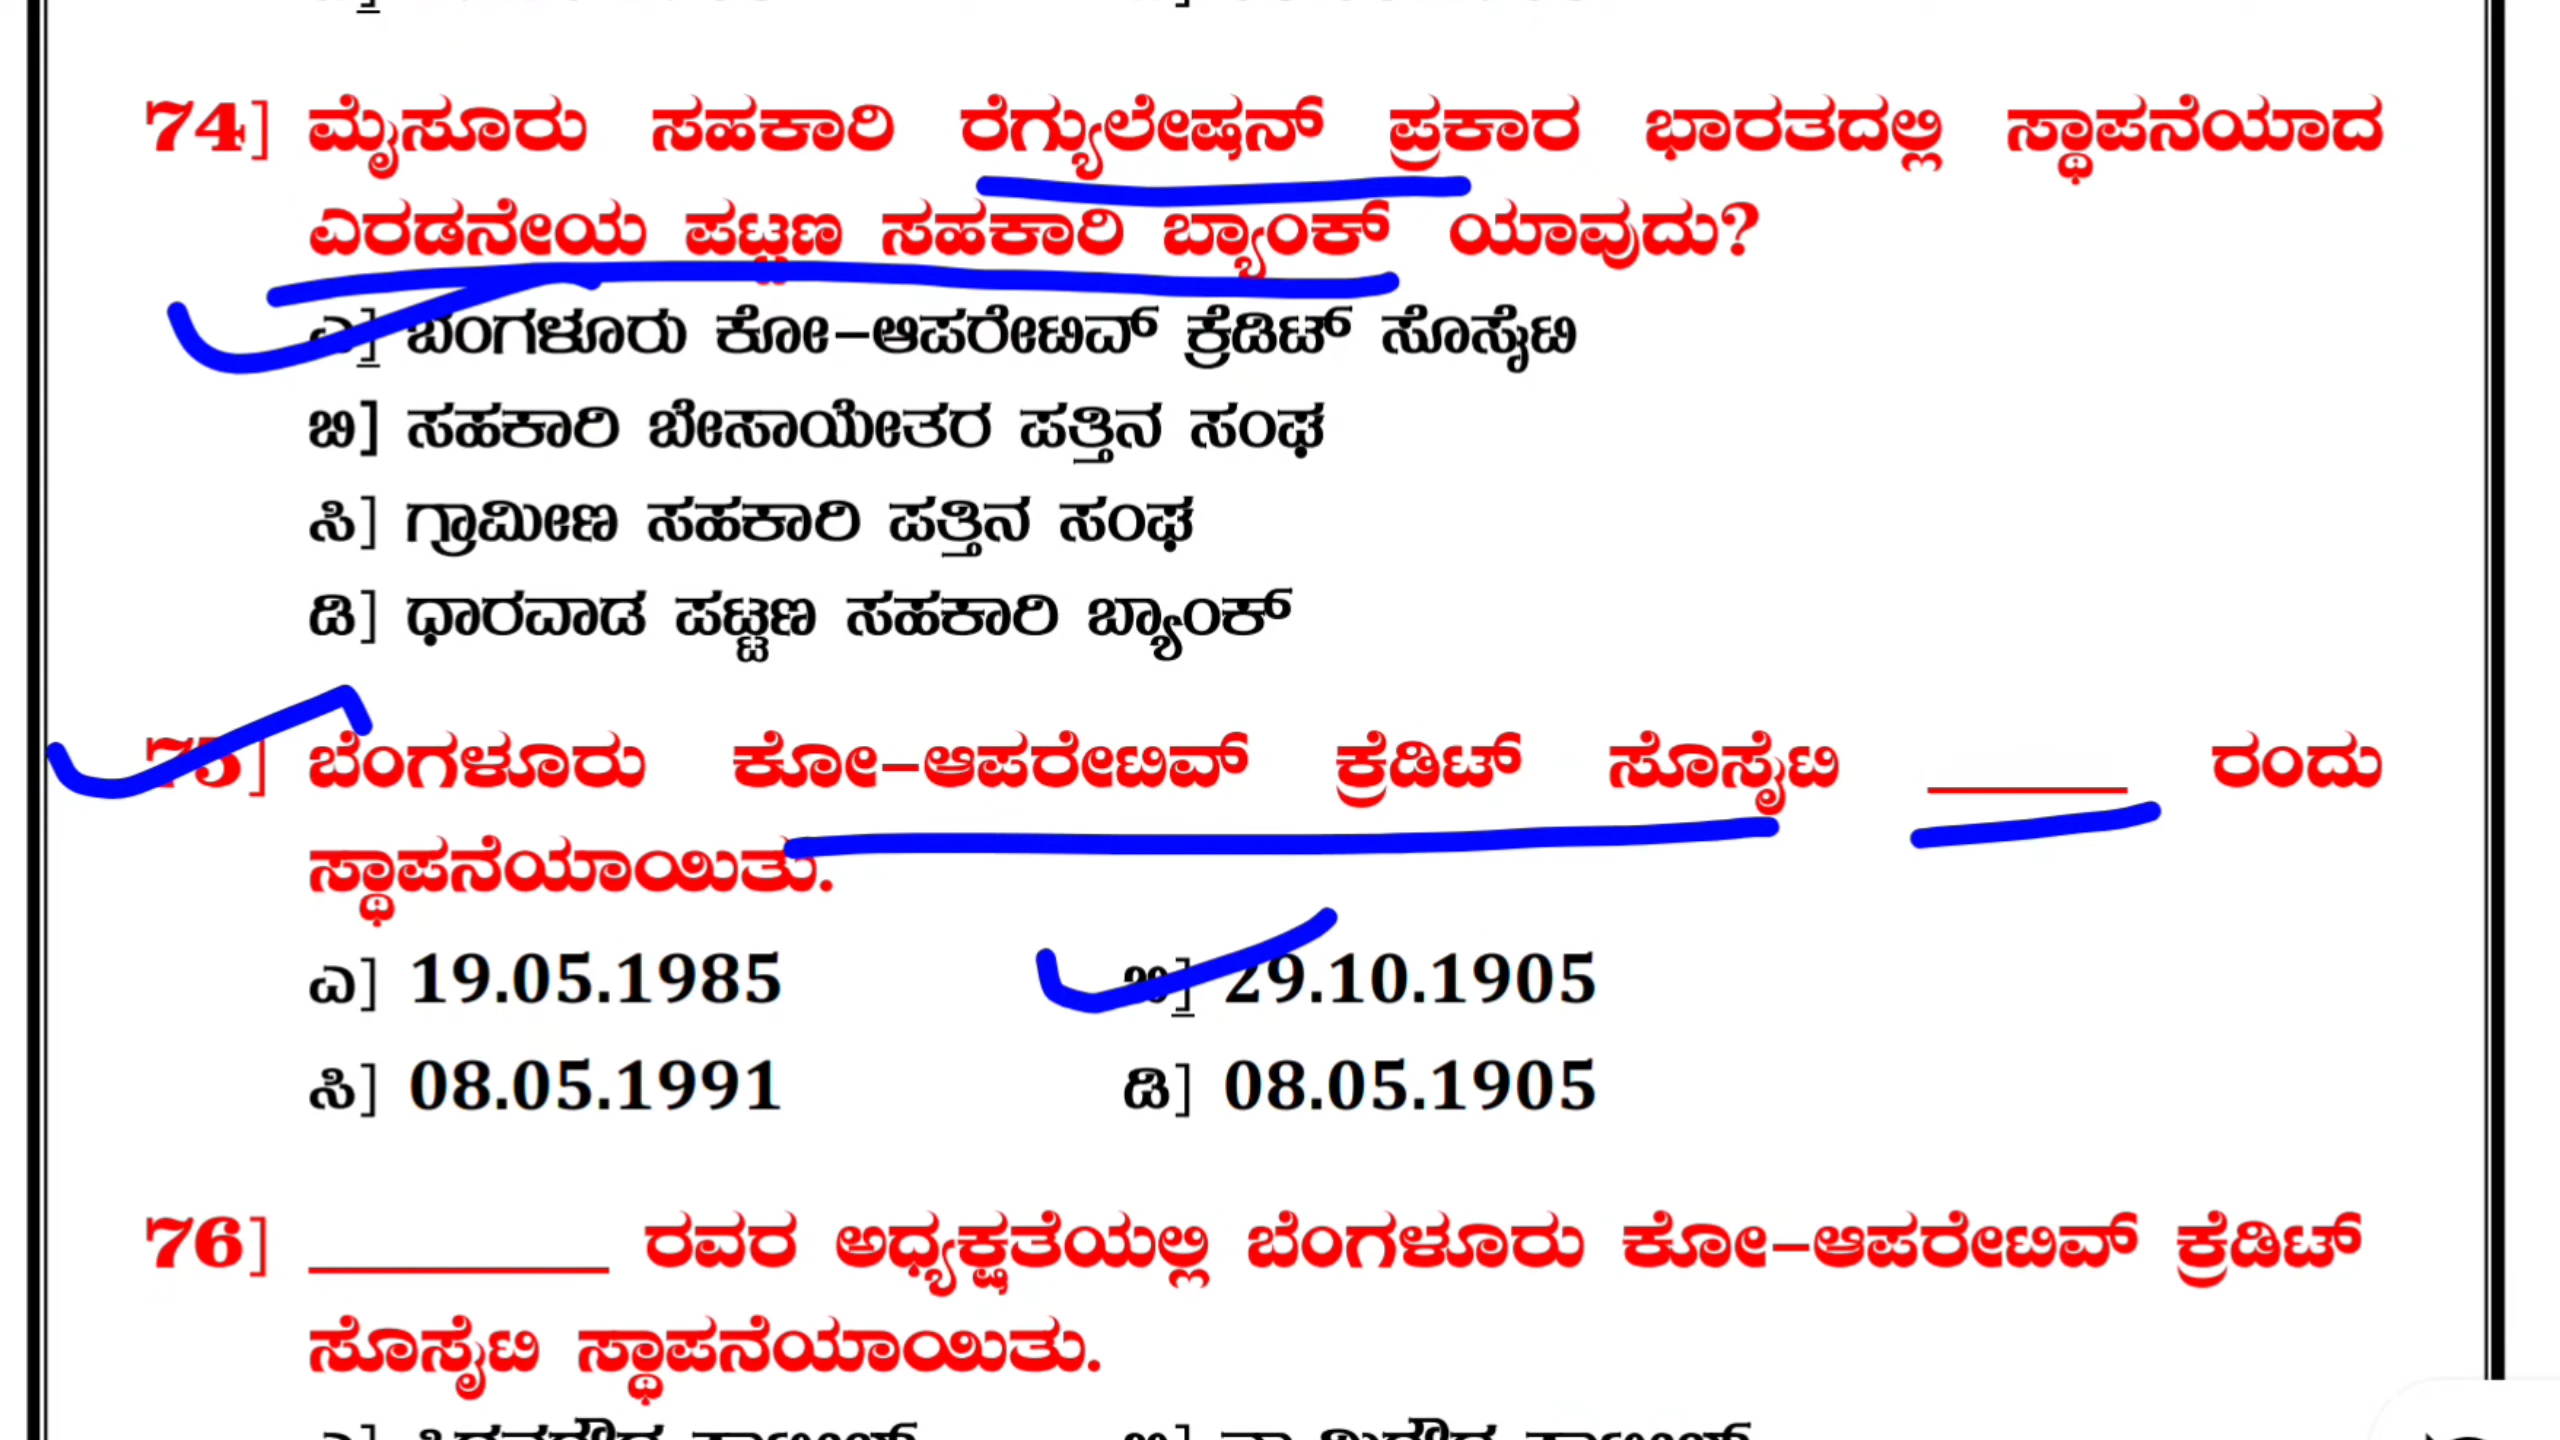 74] ಮೈಸೂರು ಸಹಕಾರಿ ರೆಗ್ಯುಲೇಷನ್ ಪ್ರಕಾರ ಭಾರತದಲ್ಲಿ ಸ್ಥಾಪನೆಯಾದ
ಎರಡನೇಯ ಪಟ್ಟಣ ಸಹಕಾರಿ ಬ್ಯಾಂಕ್ ಯಾವುದು?
ಎ] ಬೆಂಗಳೂರು ಕೋ-ಆಪರೇಟಿವ್ ಕ್ರೆಡಿಟ್ ಸೊಸೈಟಿ
ಬಿ] ಸಹಕಾರಿ ಬೇಸಾಯೇತರ ಪತ್ತಿನ ಸಂಘ
ಸಿ] ಗ್ರಾಮೀಣ ಸಹಕಾರಿ ಪತ್ತಿನ ಸಂಘ
ಡಿ] ಧಾರವಾಡ ಪಟ್ಟಣ ಸಹಕಾರಿ ಬ್ಯಾಂಕ್
75] ಬೆಂಗಳೂರು ಕೋ-ಆಪರೇಟಿವ್ ಕ್ರೆಡಿಟ್ ಸೊಸೈಟಿ ______ ರಂದು
ಸ್ಥಾಪನೆಯಾಯಿತು.
ಎ] 19.05.1985 ಬಿ] 29.10.1905
ಸಿ] 08.05.1991 ಡಿ] 08.05.1905
76] _________ ರವರ ಅಧ್ಯಕ್ಷತೆಯಲ್ಲಿ ಬೆಂಗಳೂರು ಕೋ-ಆಪರೇಟಿವ್ ಕ್ರೆಡಿಟ್
ಸೊಸೈಟಿ ಸ್ಥಾಪನೆಯಾಯಿತು.